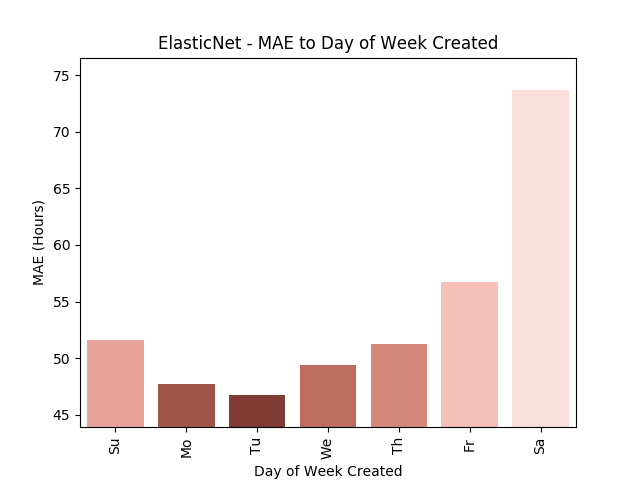 ElasticNet - MAE to Day of Week Created
75
70
65
60
55
50
45
MAE (Hours)
Su
Mo
Tu
We
Th
Fr
Sa
Day of Week Created